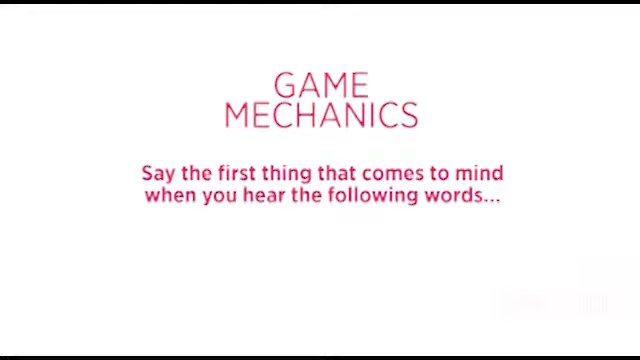 GAME
MECHANICS
Say the first thing that comes to mind
when you hear the following words...